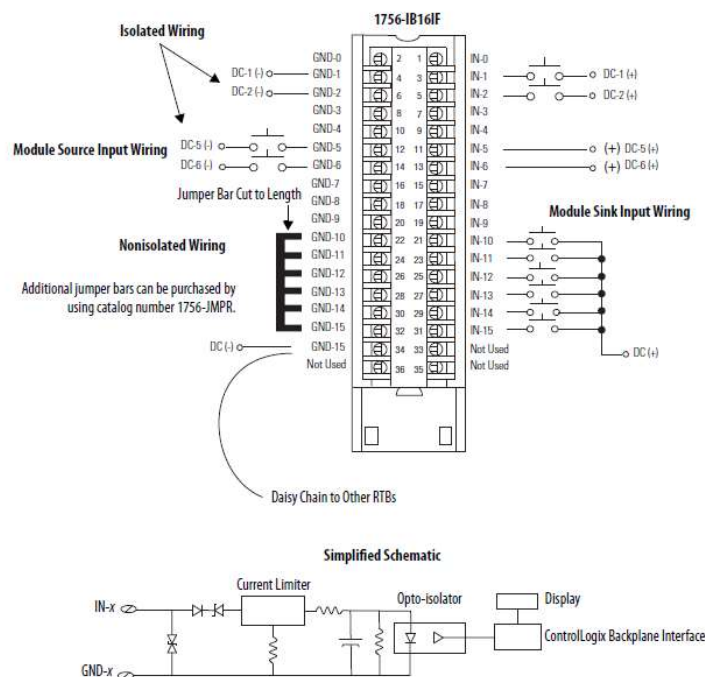 1756-IB16IF
Isolated Wiring
GND-0 2 1 IN-0
DC-1 (-) GND-1 4 3 IN-1 DC-1 (+)
DC-2 (-) GND-2 6 5 IN-2 DC-2 (+)
GND-3 8 7 IN-3
GND-4 10 9 IN-4
Module Source Input Wiring
DC-5 (-) GND-5 12 11 IN-5 (+) DC-5 (+)
DC-6 (-) GND-6 14 13 IN-6 (+) DC-6 (+)
GND-7 16 15 IN-7
Jumper Bar Cut to Length
GND-8 18 17 IN-8
Module Sink Input Wiring
GND-9 20 19 IN-9
Nonisolated Wiring
GND-10 22 21 IN-10
GND-11 24 23 IN-11
GND-12 26 25 IN-12
Additional jumper bars can be purchased by
using catalog number 1756-JMPR.
GND-13 28 27 IN-13
GND-14 30 29 IN-14
GND-15 32 31 IN-15
DC (-) GND-15 34 33 Not Used
DC (+)
Not Used 36 35 Not Used
Daisy Chain to Other RTBs
Simplified Schematic
Current Limiter
Opto-isolator
Display
IN-x
ControlLogix Backplane Interface
GND-x